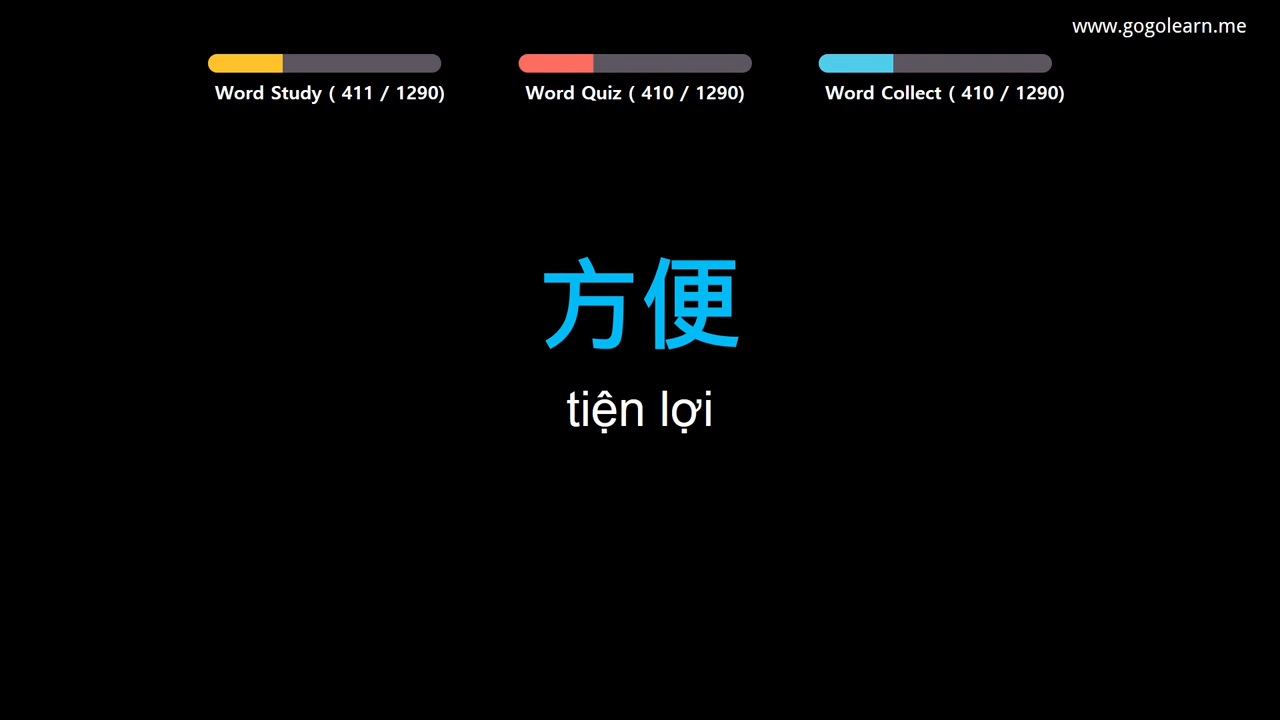 www.gogolearn.me
Word Study ( 411 / 1290)
Word Quiz ( 410 / 1290)
Word Collect ( 410 / 1290)
方便
tiện lợi